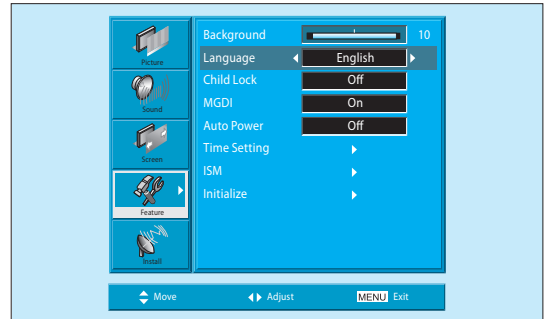 Picture
Sound
Screen
Feature
Install
Background 10
Language English
Child Lock Off
MGDI On
Auto Power Off
Time Setting
ISM
Initialize
Move Adjust MENU Exit